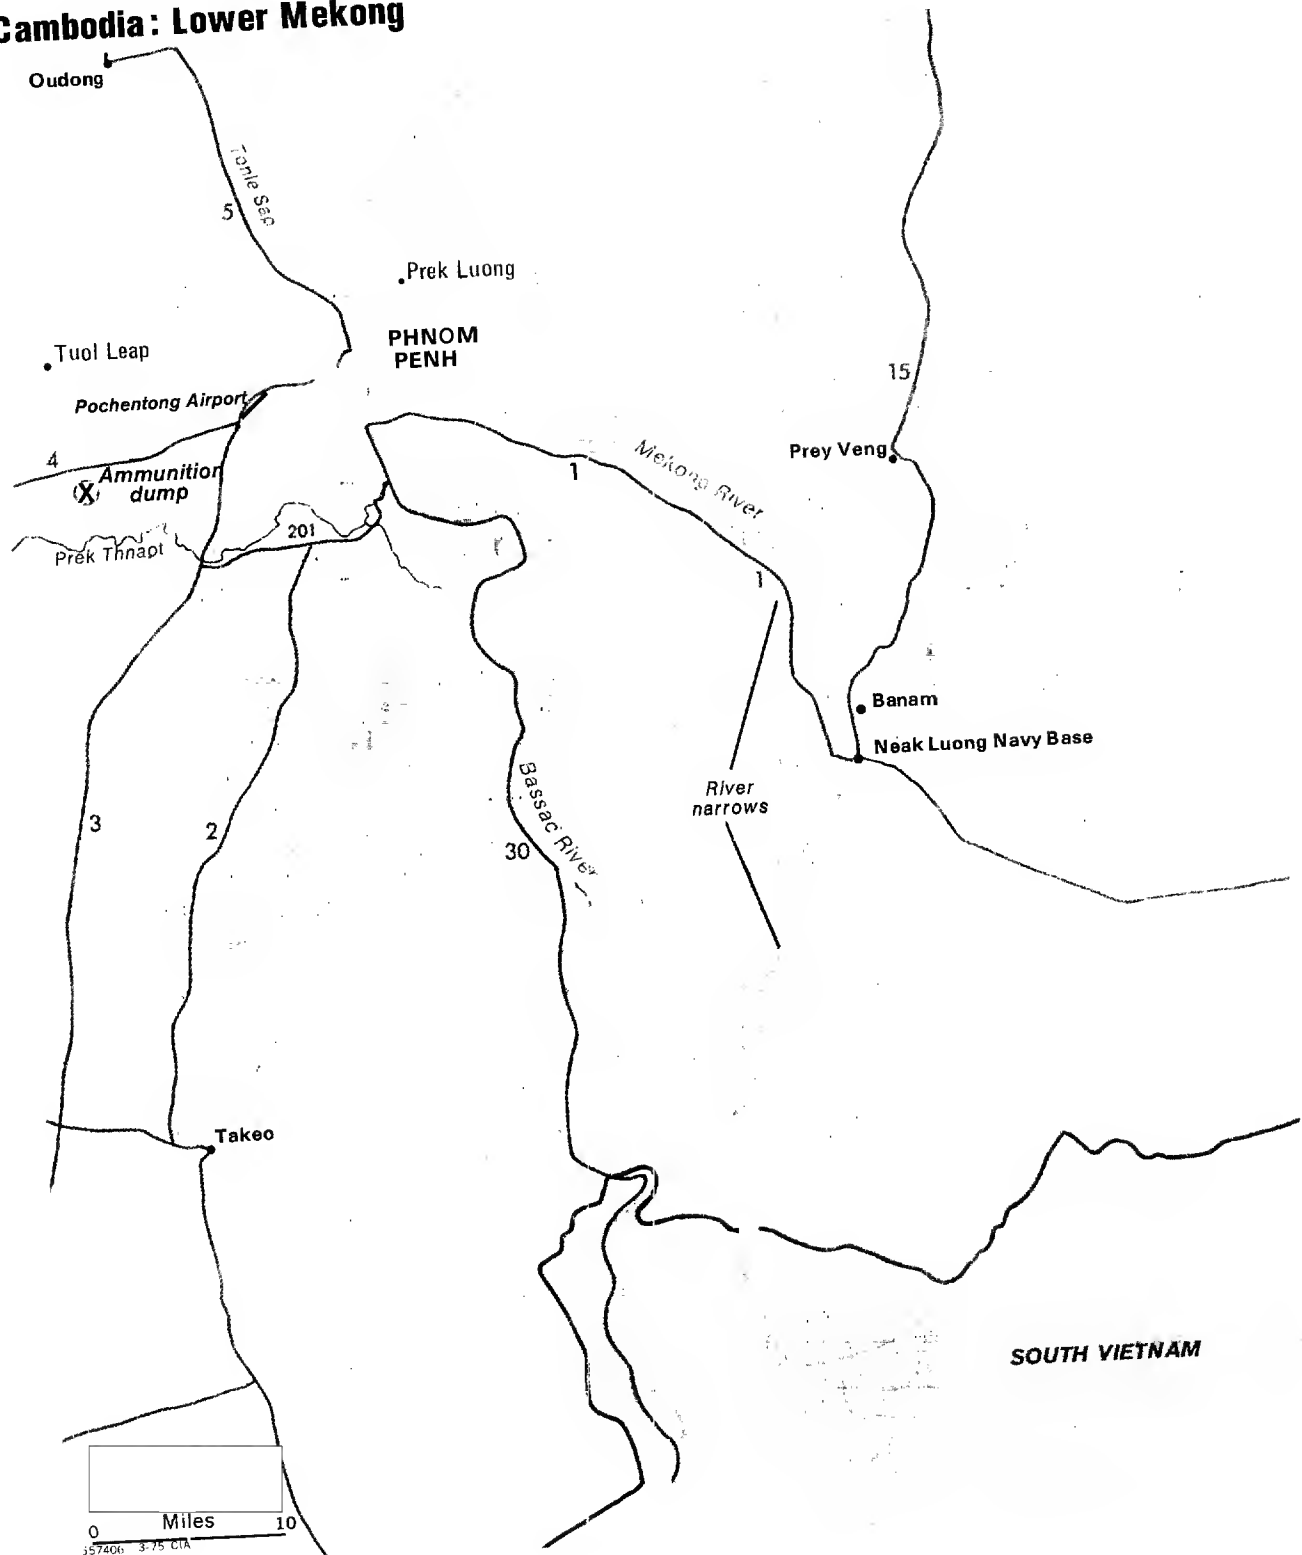 Cambodia: Lower Mekong
Oudong
Tonle Sap
5
Prek Luong
PHNOM
PENH
Tuol Leap
15
Pochentong Airport
Prey Veng
4
1
Mekong River
Ammunition
dump
X
201
Prek Thnapt
1
Banam
Neak Luong Navy Base
River
narrows
3
2
Bassac River
30
Takeo
SOUTH VIETNAM
0 Miles 10
557406 3-75 CIA